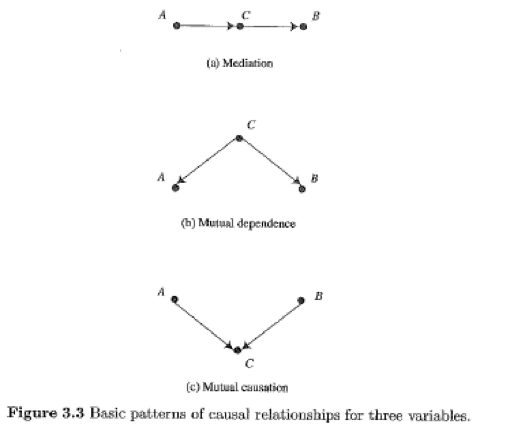 A C B
(a) Mediation
C
A B
(b) Mutual dependence
A B
C
(c) Mutual causation
Figure 3.3 Basic patterns of causal relationships for three variables.